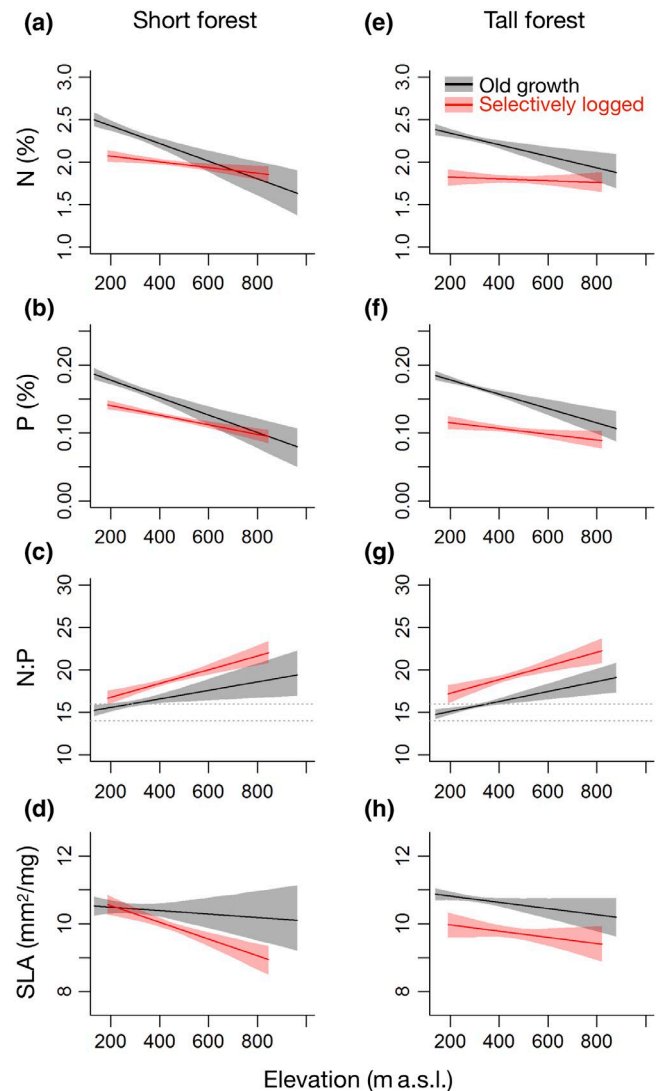 (a) Short forest
(e) Tall forest
N (%)
3.0
2.5
2.0
1.5
1.0
200 400 600 800
Old growth
Selectively logged
3.0
2.5
2.0
1.5
1.0
200 400 600 800
(b)
P (%)
0.20
0.10
0.00
200 400 600 800
(f)
0.20
0.10
0.00
200 400 600 800
(c)
N:P
30
25
20
15
10
200 400 600 800
(g)
30
25
20
15
10
200 400 600 800
(d)
SLA (mm²/mg)
12
10
8
200 400 600 800
(h)
12
10
8
200 400 600 800
Elevation (m a.s.l.)